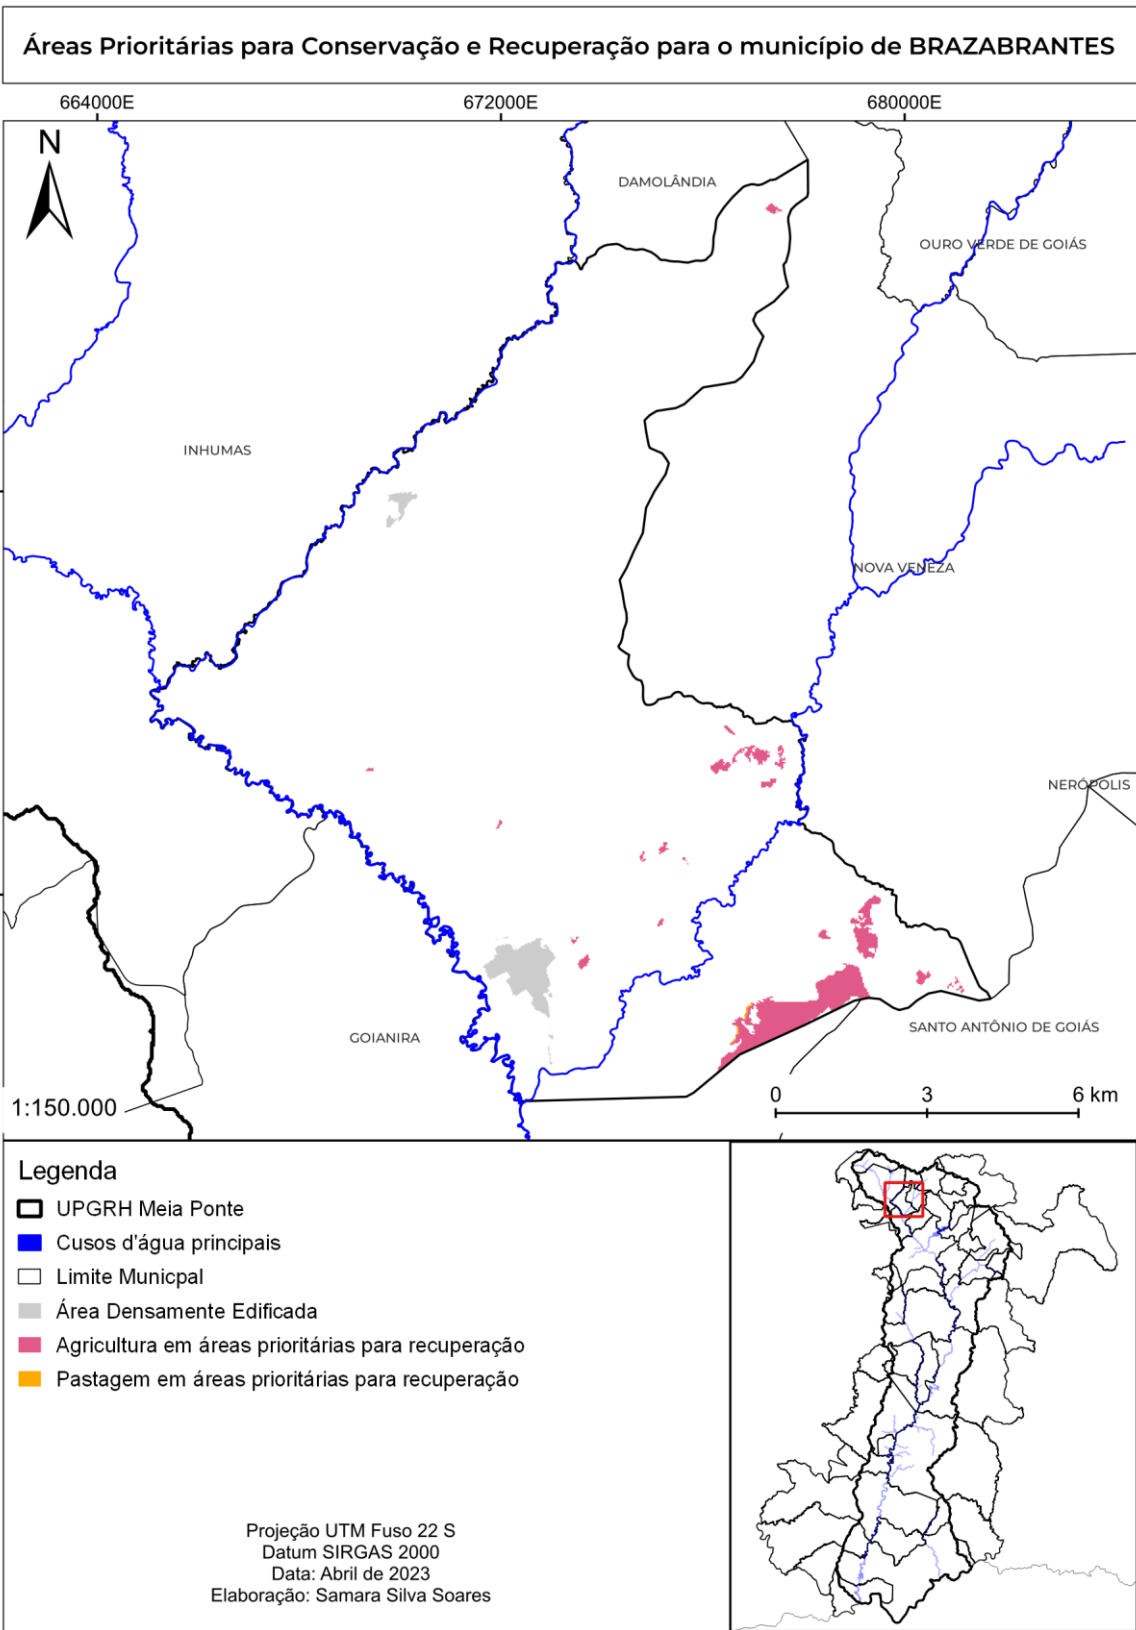 Áreas Prioritárias para Conservação e Recuperação para o município de BRAZABRANTES
664000E 672000E 680000E
N
DAMOLÂNDIA
OURO VERDE DE GOIÁS
INHUMAS
NOVA VENEZA
NERÓPOLIS
SANTO ANTÔNIO DE GOIÁS
GOIANIRA
0 3 6 km
1:150.000
Legenda
UPGRH Meia Ponte
Cusos d'água principais
Limite Municpal
Área Densamente Edificada
Agricultura em áreas prioritárias para recuperação
Pastagem em áreas prioritárias para recuperação
Projeção UTM Fuso 22 S
Datum SIRGAS 2000
Data: Abril de 2023
Elaboração: Samara Silva Soares